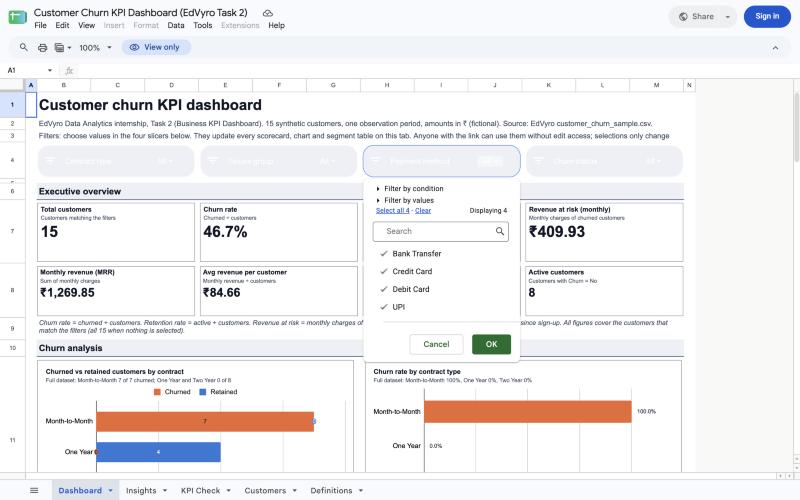 Customer Churn KPI Dashboard (EdVyro Task 2)
File Edit View Insert Format Data Tools Extensions Help
Share
Sign in
100%
View only
A1
fx
A B C D E F G H I J K L M N
1 Customer churn KPI dashboard
2 EdVyro Data Analytics internship, Task 2 (Business KPI Dashboard). 15 synthetic customers, one observation period, amounts in ₹ (fictional). Source: EdVyro customer_churn_sample.csv.
3 Filters: choose values in the four slicers below. They update every scorecard, chart and segment table on this tab. Anyone with the link can use them without edit access; selections only change
4 Contract type All Tenure group All Payment method All Churn status All
6 Executive overview
Filter by condition
Filter by values
Select all 4 - Clear Displaying 4
Search
Bank Transfer
Credit Card
Debit Card
UPI
Cancel OK
7
Total customers
Customers matching the filters
15
Churn rate
Churned ÷ customers
46.7%
Revenue at risk (monthly)
Monthly charges of churned customers
₹409.93
8
Monthly revenue (MRR)
Sum of monthly charges
₹1,269.85
Avg revenue per customer
Monthly revenue ÷ customers
₹84.66
Active customers
Customers with Churn = No
8
9
Churn rate = churned ÷ customers. Retention rate = active ÷ customers. Revenue at risk = monthly charges of
since sign-up. All figures cover the customers that
match the filters (all 15 when nothing is selected).
10 Churn analysis
11
Churned vs retained customers by contract
Full dataset: Month-to-Month 7 of 7 churned; One Year and Two Year 0 of 8
Churned Retained
Month-to-Month 7
One Year 4
Churn rate by contract type
Full dataset: Month-to-Month 100%, One Year 0%, Two Year 0%
Month-to-Month 100.0%
One Year 0.0%
Dashboard Insights KPI Check Customers Definitions